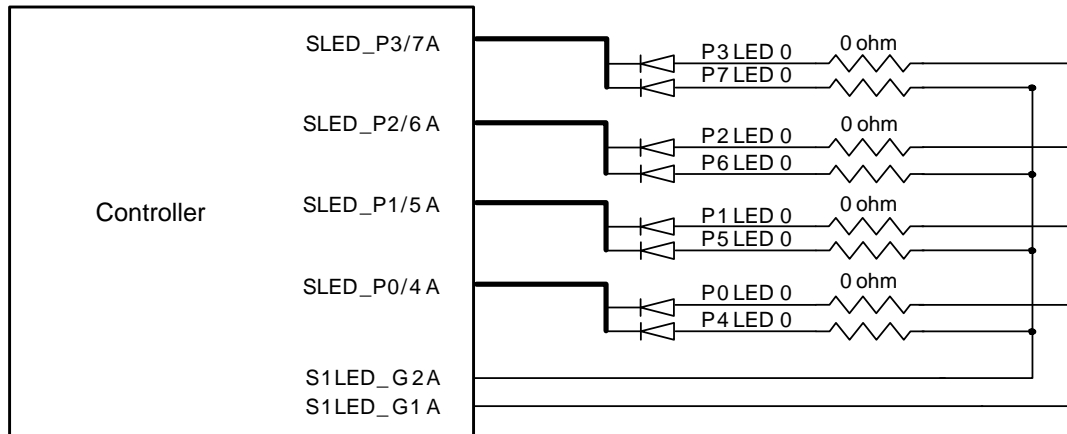 SLED_P3/7A
P3 LED 0
0 ohm
P7 LED 0
SLED_P2/6 A
P2 LED 0
0 ohm
P6 LED 0
Controller
SLED_P1/5 A
P1 LED 0
0 ohm
P5 LED 0
SLED_P0/4 A
P0 LED 0
0 ohm
P4 LED 0
S1LED_G2A
S1LED_G1A